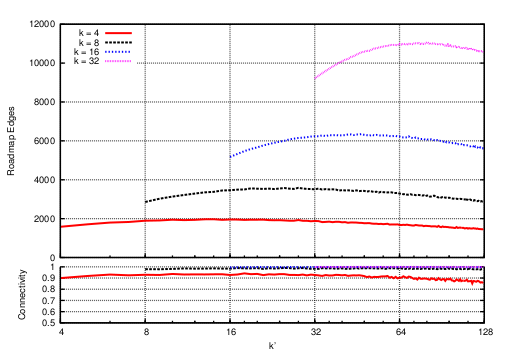 12000
10000
8000
6000
4000
2000
0
Roadmap Edges
k = 4
k = 8
k = 16
k = 32
1
0.9
0.8
0.7
0.6
0.5
Connectivity
4 8 16 32 64 128
k'